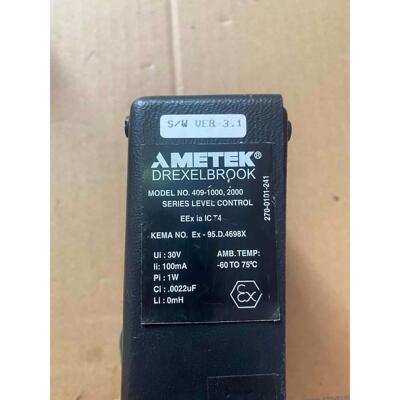 S/W VER 3.1
AMETEK®
DREXELBROOK
MODEL NO. 409-1000, 2000
SERIES LEVEL CONTROL
EEx ia IC T4
KEMA NO. Ex - 95.D.4698X
Ui : 30V
Ii: 100mA
Pi : 1W
Ci : .0022uF
Li : 0mH
AMB. TEMP:
-60 TO 75°C
Ex
270-0101-241